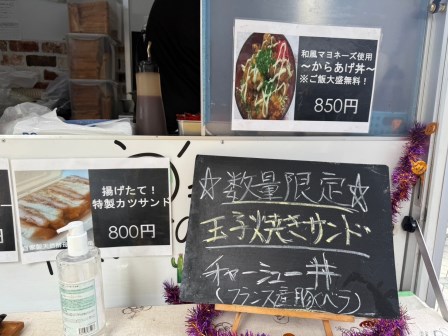 和風マヨネーズ使用
~からあげ丼~
※ご飯大盛無料！
850円
揚げたて！
特製カツサンド
800円
☆数量限定☆
玉子焼きサンド
チャーシュー丼
(フランス産豚バラ)